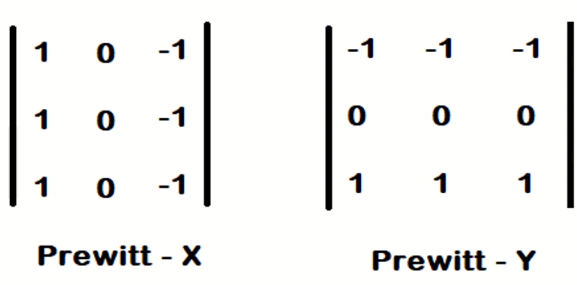 1 0 -1
1 0 -1
1 0 -1
Prewitt - X
-1 -1 -1
0 0 0
1 1 1
Prewitt - Y